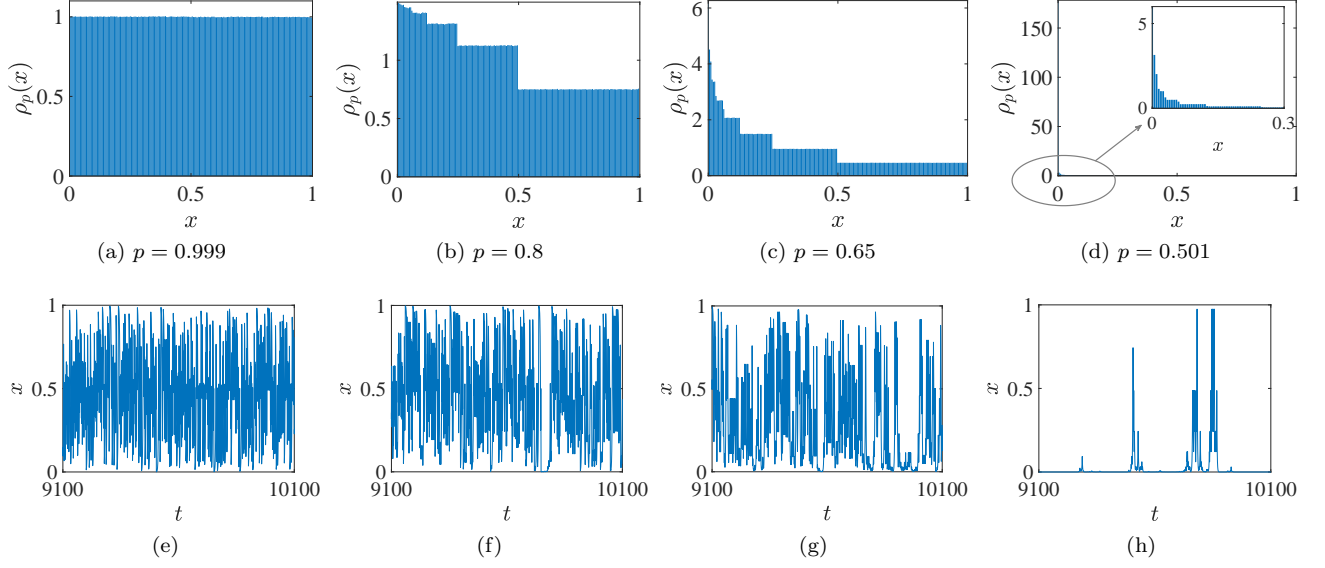 1
0.5
0
ρp(x)
0
0.5
1
x
(a) p = 0.999
1
0.5
0
ρp(x)
0
0.5
1
x
(b) p = 0.8
6
4
2
0
ρp(x)
0
0.5
1
x
(c) p = 0.65
150
100
50
0
ρp(x)
5
0
0
0.3
x
0
0.5
1
x
(d) p = 0.501
1
0.5
0
x
9100
10100
t
(e)
1
0.5
0
x
9100
10100
t
(f)
1
0.5
0
x
9100
10100
t
(g)
1
0.5
0
x
9100
10100
t
(h)